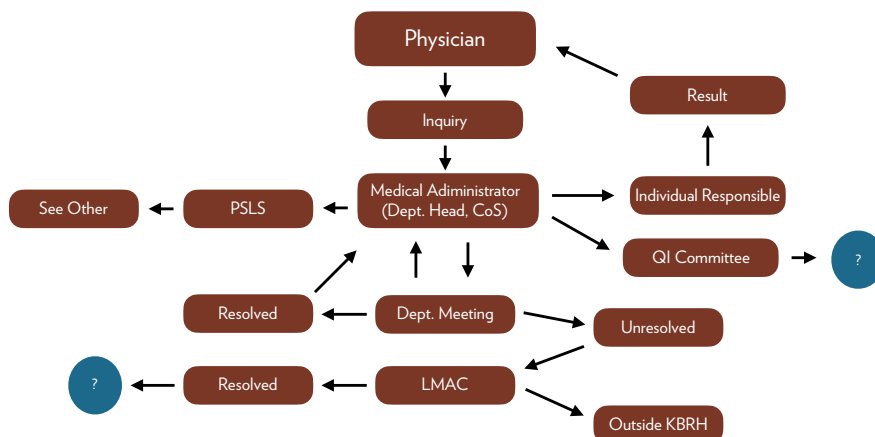 Physician
Result
Inquiry
Medical Adiministrator
(Dept. Head, CoS)
See Other
PSLS
Individual Responsible
QI Committee
?
Resolved
Dept. Meeting
Unresolved
?
Resolved
LMAC
Outside KBRH